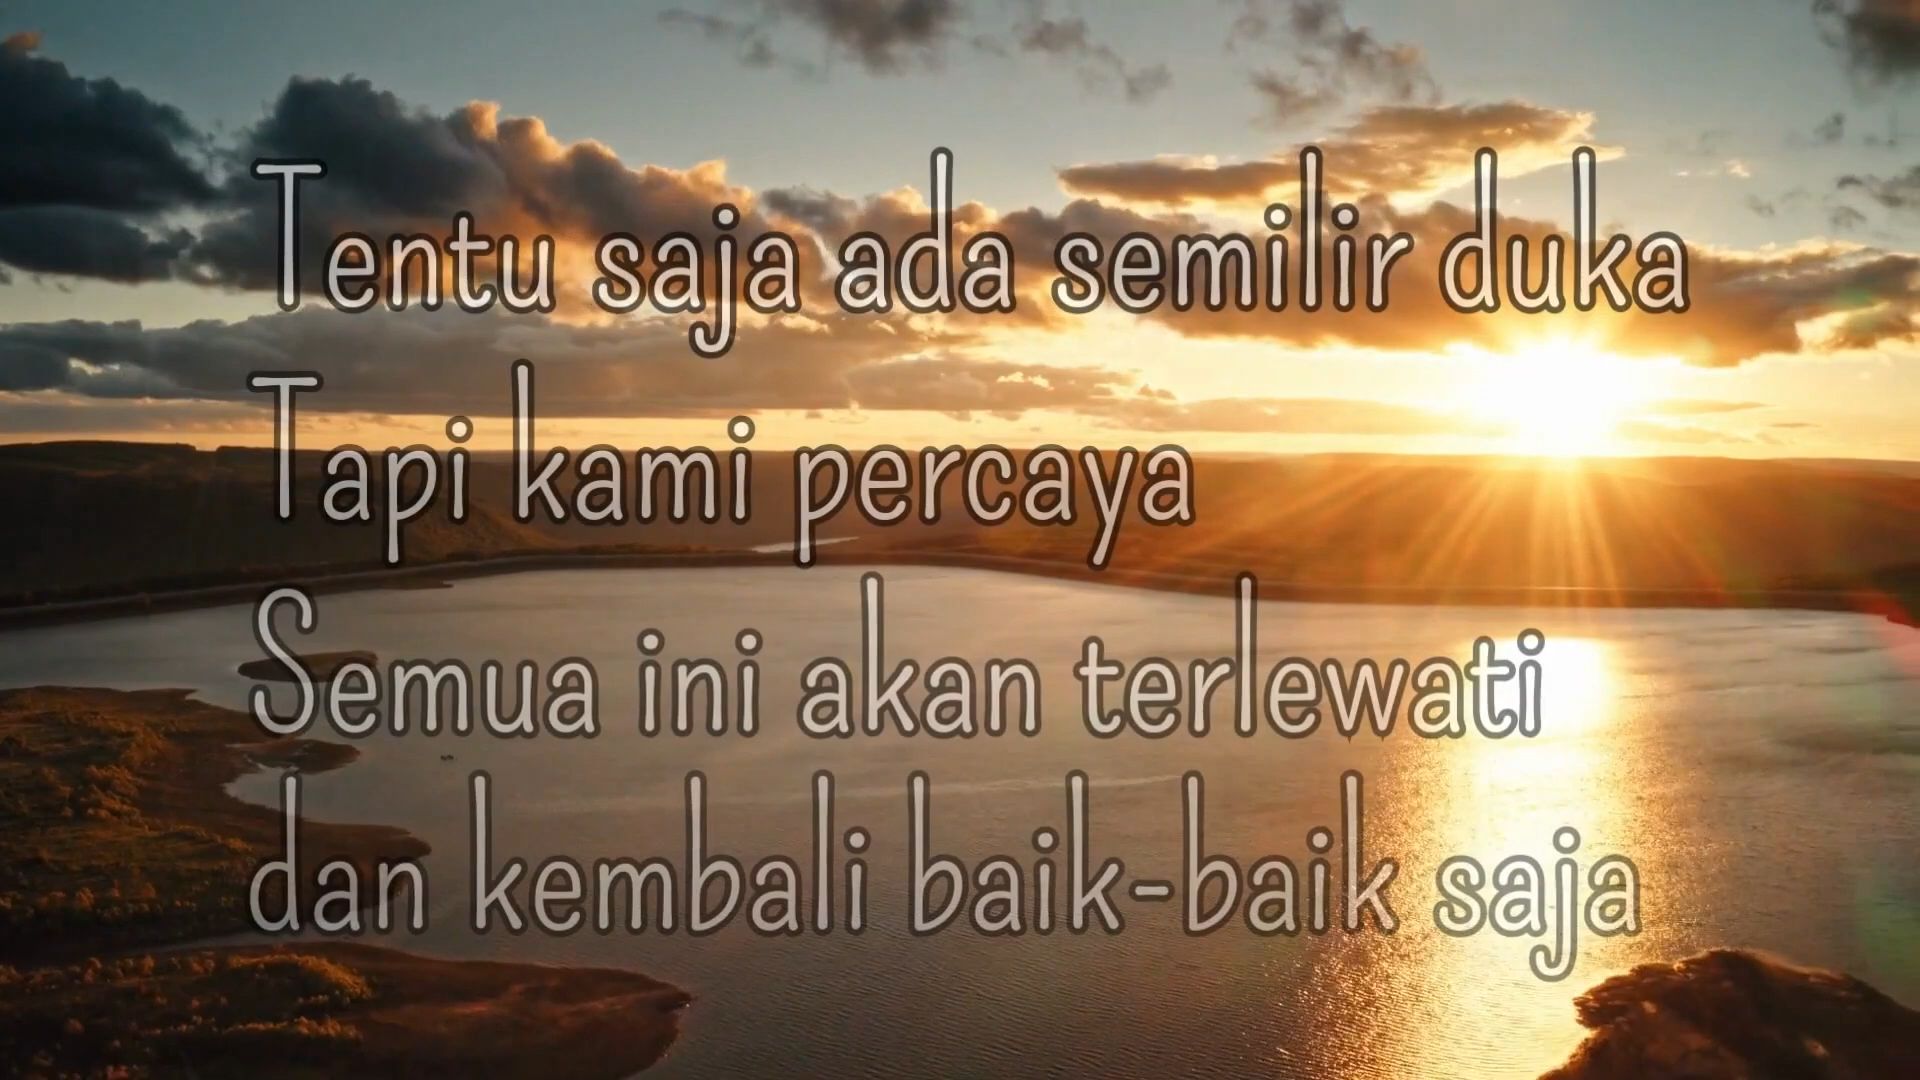 Tentu saja ada semilir duka
Tapi kami percaya
Semua ini akan terlewati
dan kembali baik-baik saja